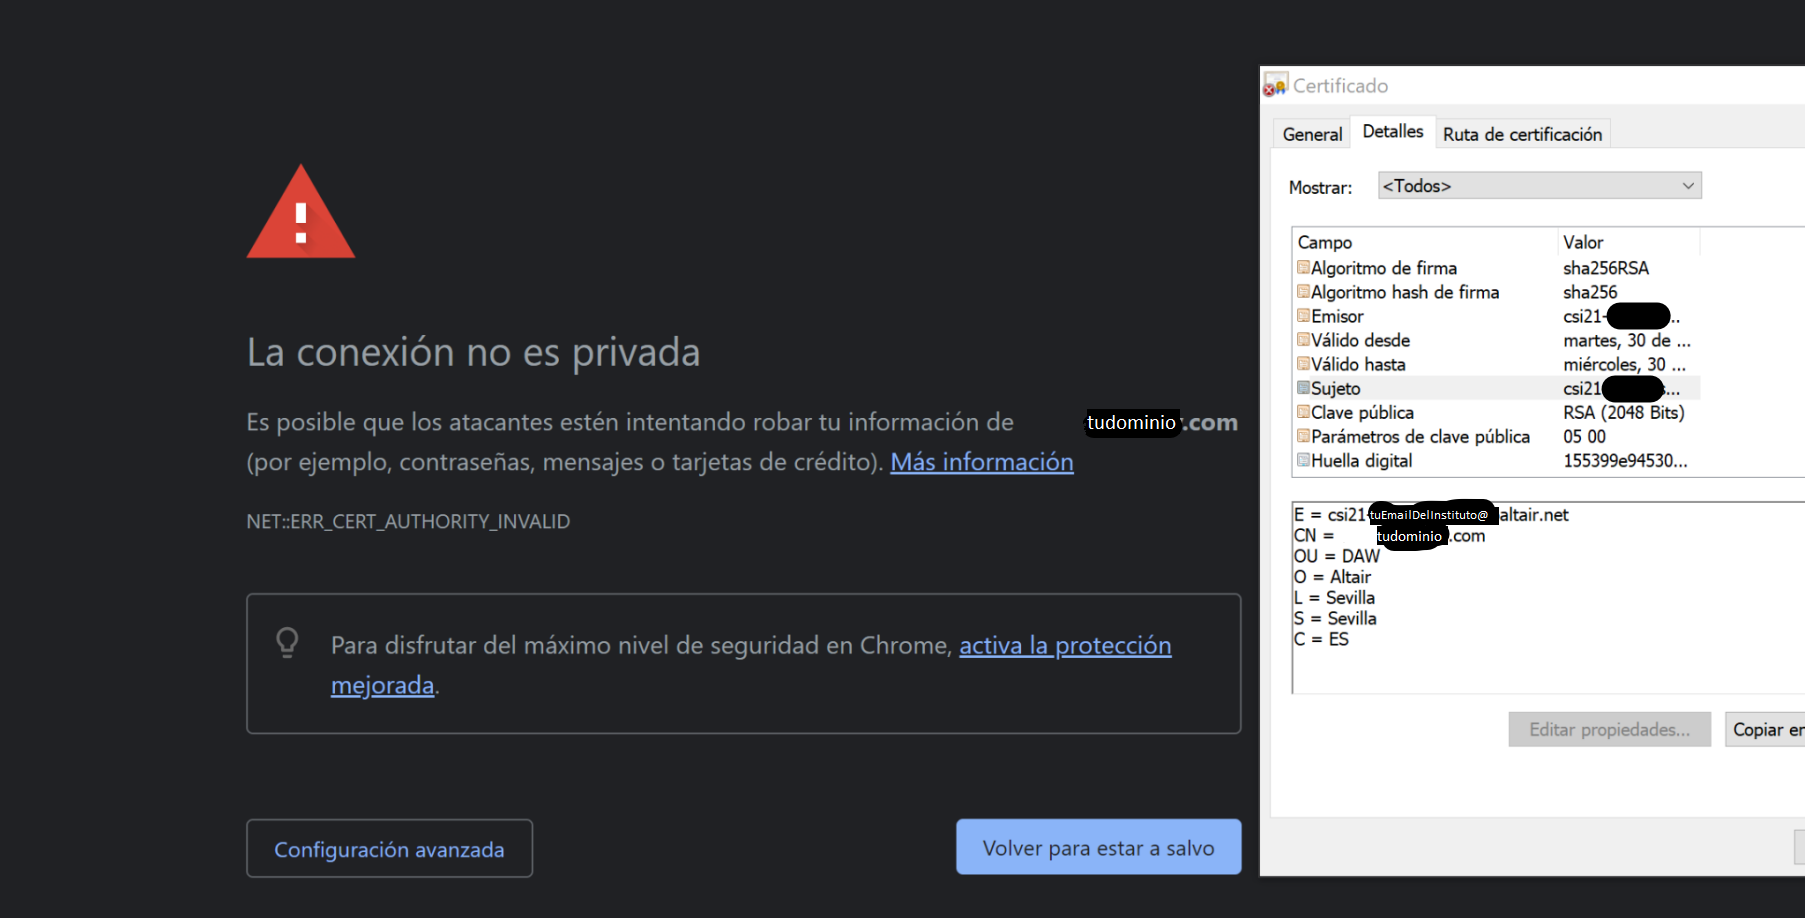 La conexión no es privada
Es posible que los atacantes estén intentando robar tu información de tudominio.com
(por ejemplo, contraseñas, mensajes o tarjetas de crédito). Más información
NET::ERR_CERT_AUTHORITY_INVALID
Para disfrutar del máximo nivel de seguridad en Chrome, activa la protección
mejorada.
Configuración avanzada
Volver para estar a salvo
Certificado
General Detalles Ruta de certificación
Mostrar: <Todos>
Campo Valor
Algoritmo de firma sha256RSA
Algoritmo hash de firma sha256
Emisor csi21-..
Válido desde martes, 30 de ...
Válido hasta miércoles, 30 ...
Sujeto csi21...
Clave pública RSA (2048 Bits)
Parámetros de clave pública 05 00
Huella digital 155399e94530...
E = csi21-tuEmailDelInstituto@altair.net
CN = tudominio.com
OU = DAW
O = Altair
L = Sevilla
S = Sevilla
C = ES
Editar propiedades...
Copiar en